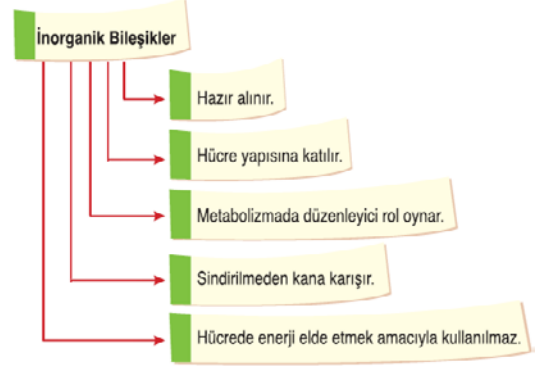 İnorganik Bileşikler
Hazır alınır.
Hücre yapısına katılır.
Metabolizmada düzenleyici rol oynar.
Sindirilmeden kana karışır.
Hücrede enerji elde etmek amacıyla kullanılmaz.